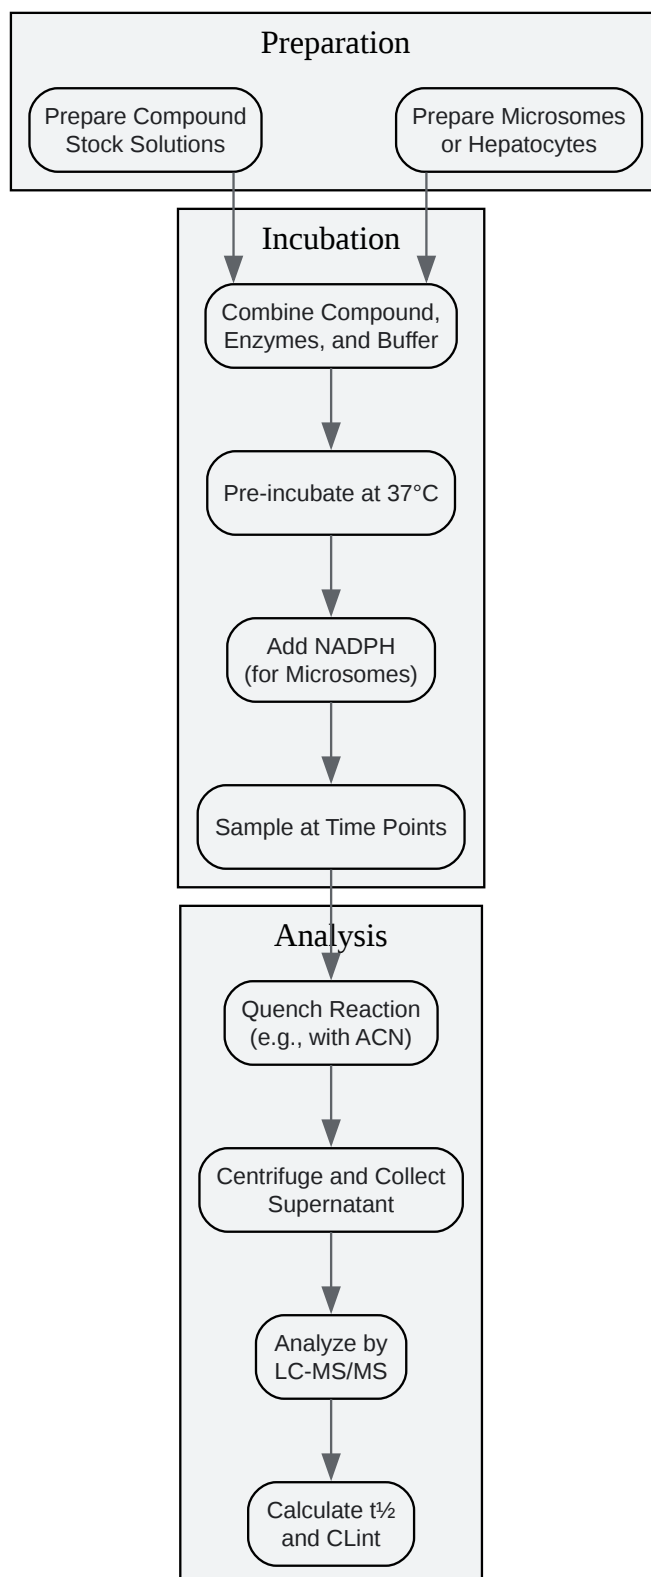 Preparation
Prepare Compound
Stock Solutions
Prepare Microsomes
or Hepatocytes
Incubation
Combine Compound,
Enzymes, and Buffer
Pre-incubate at 37°C
Add NADPH
(for Microsomes)
Sample at Time Points
Analysis
Quench Reaction
(e.g., with ACN)
Centrifuge and Collect
Supernatant
Analyze by
LC-MS/MS
Calculate t½
and CLint